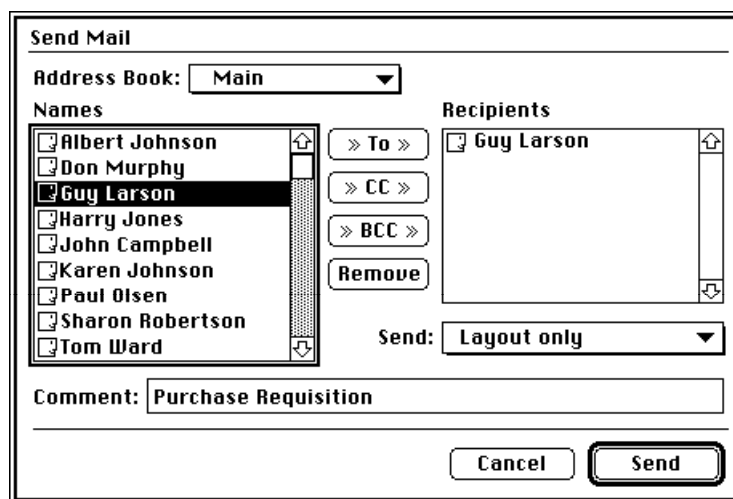 Send Mail
Address Book: Main
Names
Albert Johnson
Don Murphy
Guy Larson
Harry Jones
John Campbell
Karen Johnson
Paul Olsen
Sharon Robertson
Tom Ward
» To »
» CC »
» BCC »
Remove
Recipients
Guy Larson
Send: Layout only
Comment: Purchase Requisition
Cancel Send